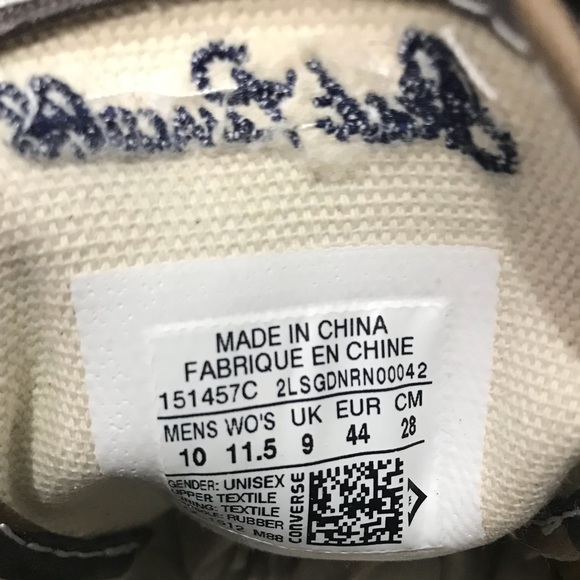 MADE IN CHINA
FABRIQUE EN CHINE
151457C 2LSGDNRN00042
MENS WO'S UK EUR CM
10 11.5 9 44 28
GENDER: UNISEX
UPPER TEXTILE
TEXTILE
RUBBER
M88
CONVERSE